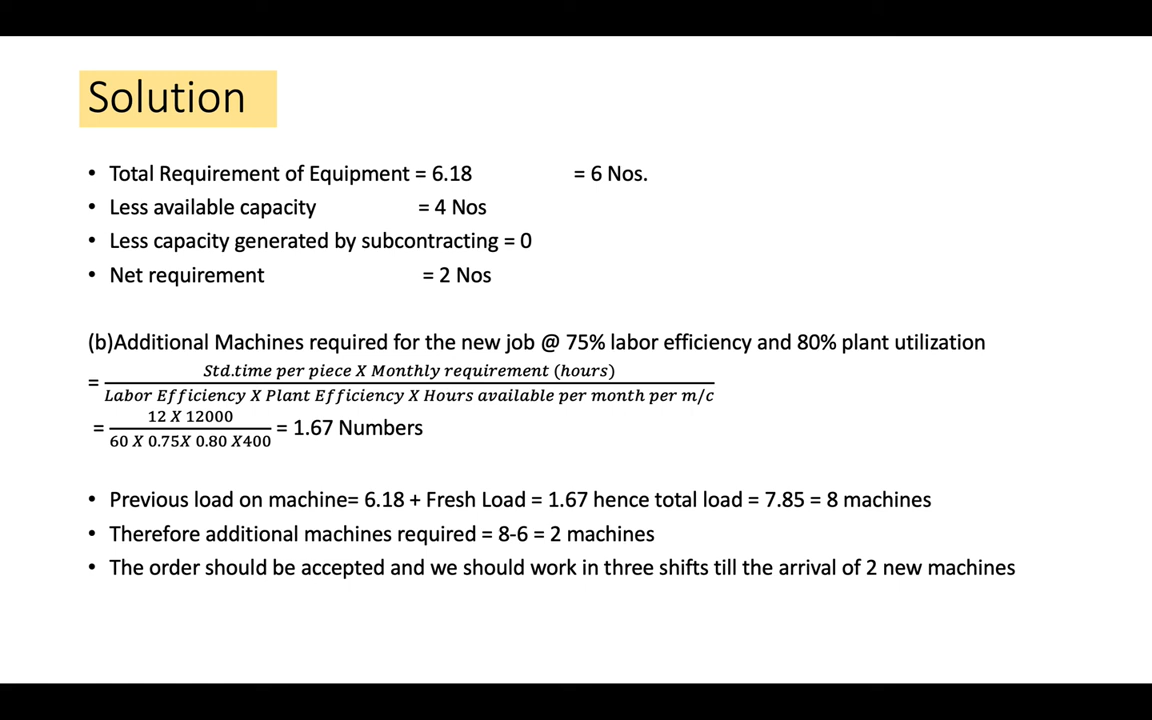 Solution
• Total Requirement of Equipment = 6.18 = 6 Nos.
• Less available capacity = 4 Nos
• Less capacity generated by subcontracting = 0
• Net requirement = 2 Nos
(b)Additional Machines required for the new job @ 75% labor efficiency and 80% plant utilization
Std.time per piece X Monthly requirement (hours)
=
Labor Efficiency X Plant Efficiency X Hours available per month per m/c
12 X 12000
= = 1.67 Numbers
60 X 0.75X 0.80 X400
• Previous load on machine= 6.18 + Fresh Load = 1.67 hence total load = 7.85 = 8 machines
• Therefore additional machines required = 8-6 = 2 machines
• The order should be accepted and we should work in three shifts till the arrival of 2 new machines